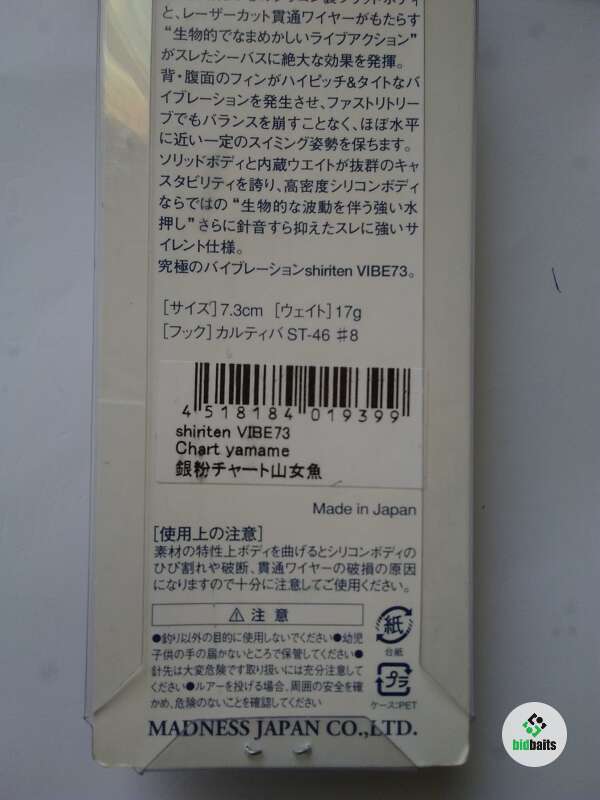 と、レーザーカット貫通ワイヤーがもたらす
“生物的でなまめかしいライブアクション”
がスレたシーバスに絶大な効果を発揮。
背・腹面のフィンがハイピッチ&タイトなバ
イブレーションを発生させ、ファストリトリー
ブでもバランスを崩すことなく、ほぼ水平
に近い一定のスイミング姿勢を保ちます。
ソリッドボディと内蔵ウエイトが抜群のキャ
スタビリティを誇り、高密度シリコンボディ
ならではの“生物的な波動を伴う強い水
押し”さらに針音すら抑えたスレに強いサ
イレント仕様。
究極のバイブレーションshiriten VIBE73。
[サイズ]7.3cm [ウェイト]17g
[フック]カルティバ ST-46 #8
4 518184 019399
shiriten VIBE73
Chart yamame
銀粉チャート山女魚
Made in Japan
[使用上の注意]
素材の特性上ボディを曲げるとシリコンボディの
ひび割れや破断、貫通ワイヤーの破損の原因
になりますので十分に注意してご使用ください。
⚠ 注意
●釣り以外の目的に使用しないでください●幼児
子供の手の届かないところで保管してください●
針先は大変危険です取り扱いには充分注意して
ください●ルアーを投げる場合、周囲の安全を確
かめ、危険のないことを確認してください
紙
台紙
プラ
ケース:PET
MADNESS JAPAN CO.,LTD.
bidbaits